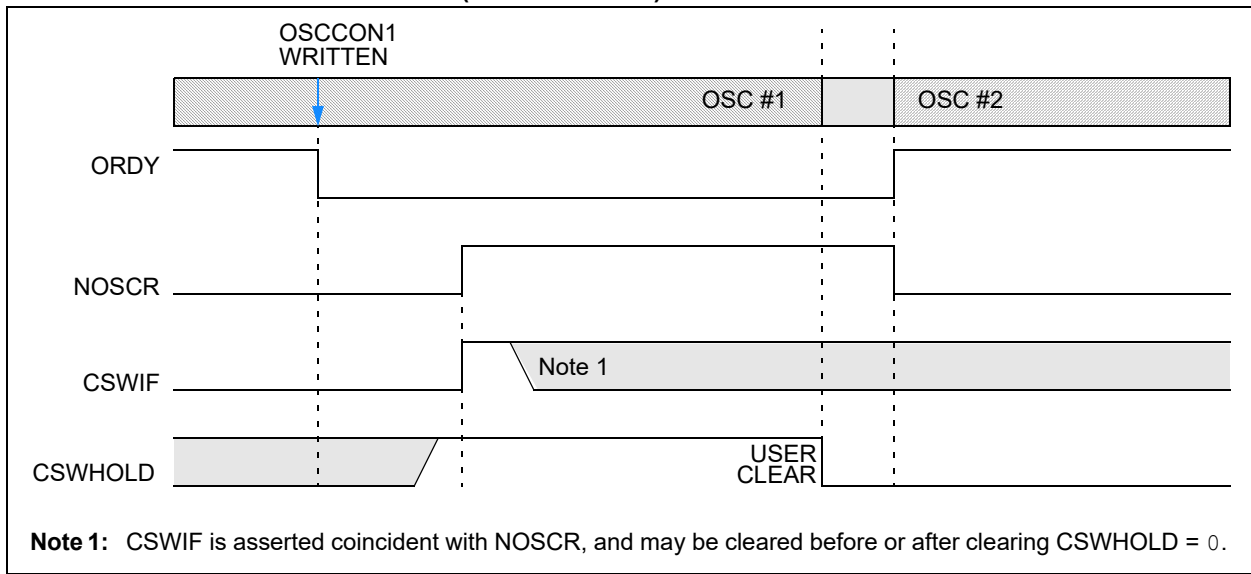 OSCCON1
WRITTEN
OSC #1
OSC #2
ORDY
NOSCR
CSWIF
Note 1
CSWHOLD
USER
CLEAR
Note 1: CSWIF is asserted coincident with NOSCR, and may be cleared before or after clearing CSWHOLD = 0.